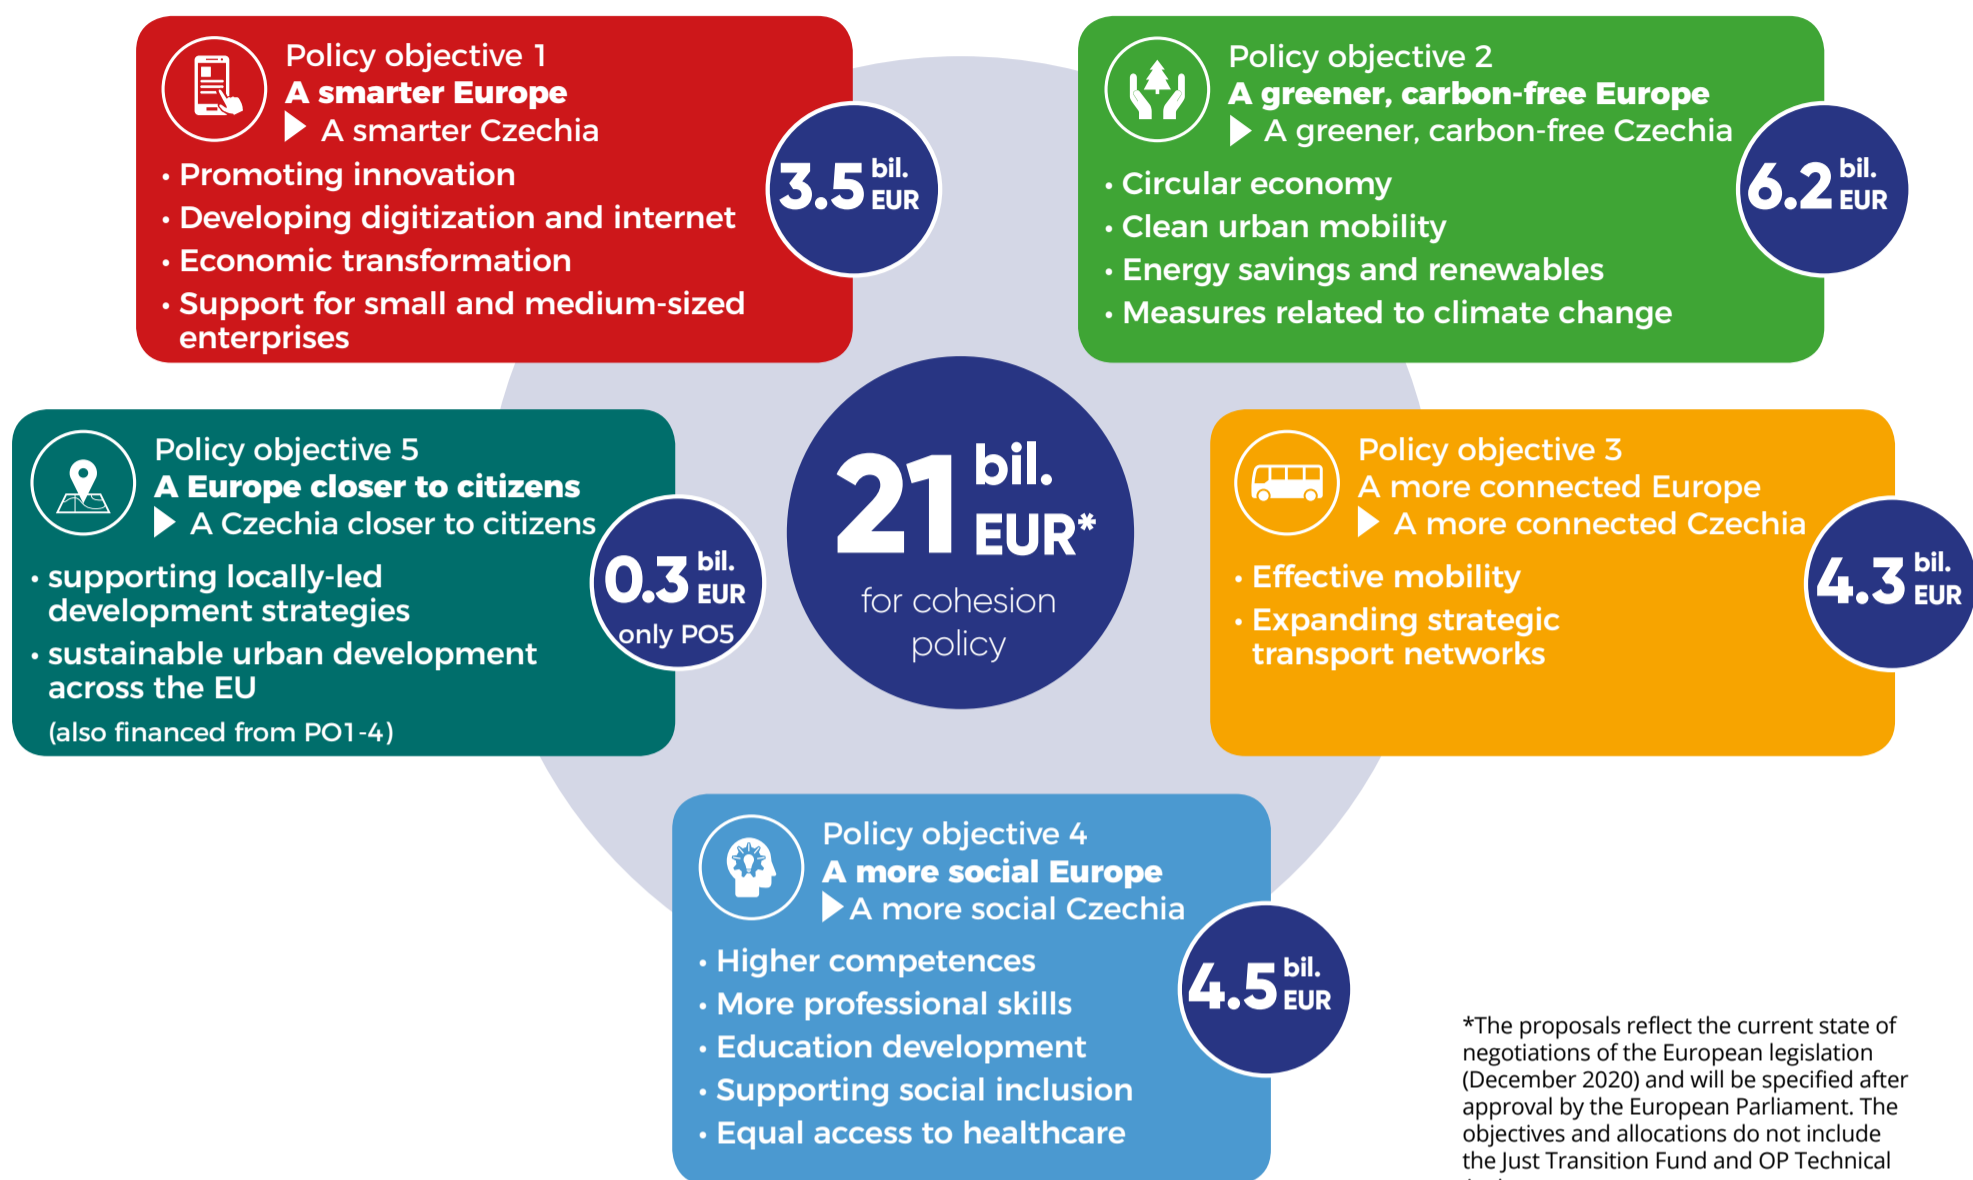 Policy objective 1
A smarter Europe
A smarter Czechia
• Promoting innovation
• Developing digitization and internet
• Economic transformation
• Support for small and medium-sized
enterprises
3.5 bil. EUR
Policy objective 2
A greener, carbon-free Europe
A greener, carbon-free Czechia
• Circular economy
• Clean urban mobility
• Energy savings and renewables
• Measures related to climate change
6.2 bil. EUR
Policy objective 5
A Europe closer to citizens
A Czechia closer to citizens
• supporting locally-led
development strategies
• sustainable urban development
across the EU
(also financed from PO1-4)
0.3 bil. EUR
only PO5
21 bil. EUR*
for cohesion
policy
Policy objective 3
A more connected Europe
A more connected Czechia
• Effective mobility
• Expanding strategic
transport networks
4.3 bil. EUR
Policy objective 4
A more social Europe
A more social Czechia
• Higher competences
• More professional skills
• Education development
• Supporting social inclusion
• Equal access to healthcare
4.5 bil. EUR
*The proposals reflect the current state of
negotiations of the European legislation
(December 2020) and will be specified after
approval by the European Parliament. The
objectives and allocations do not include
the Just Transition Fund and OP Technical